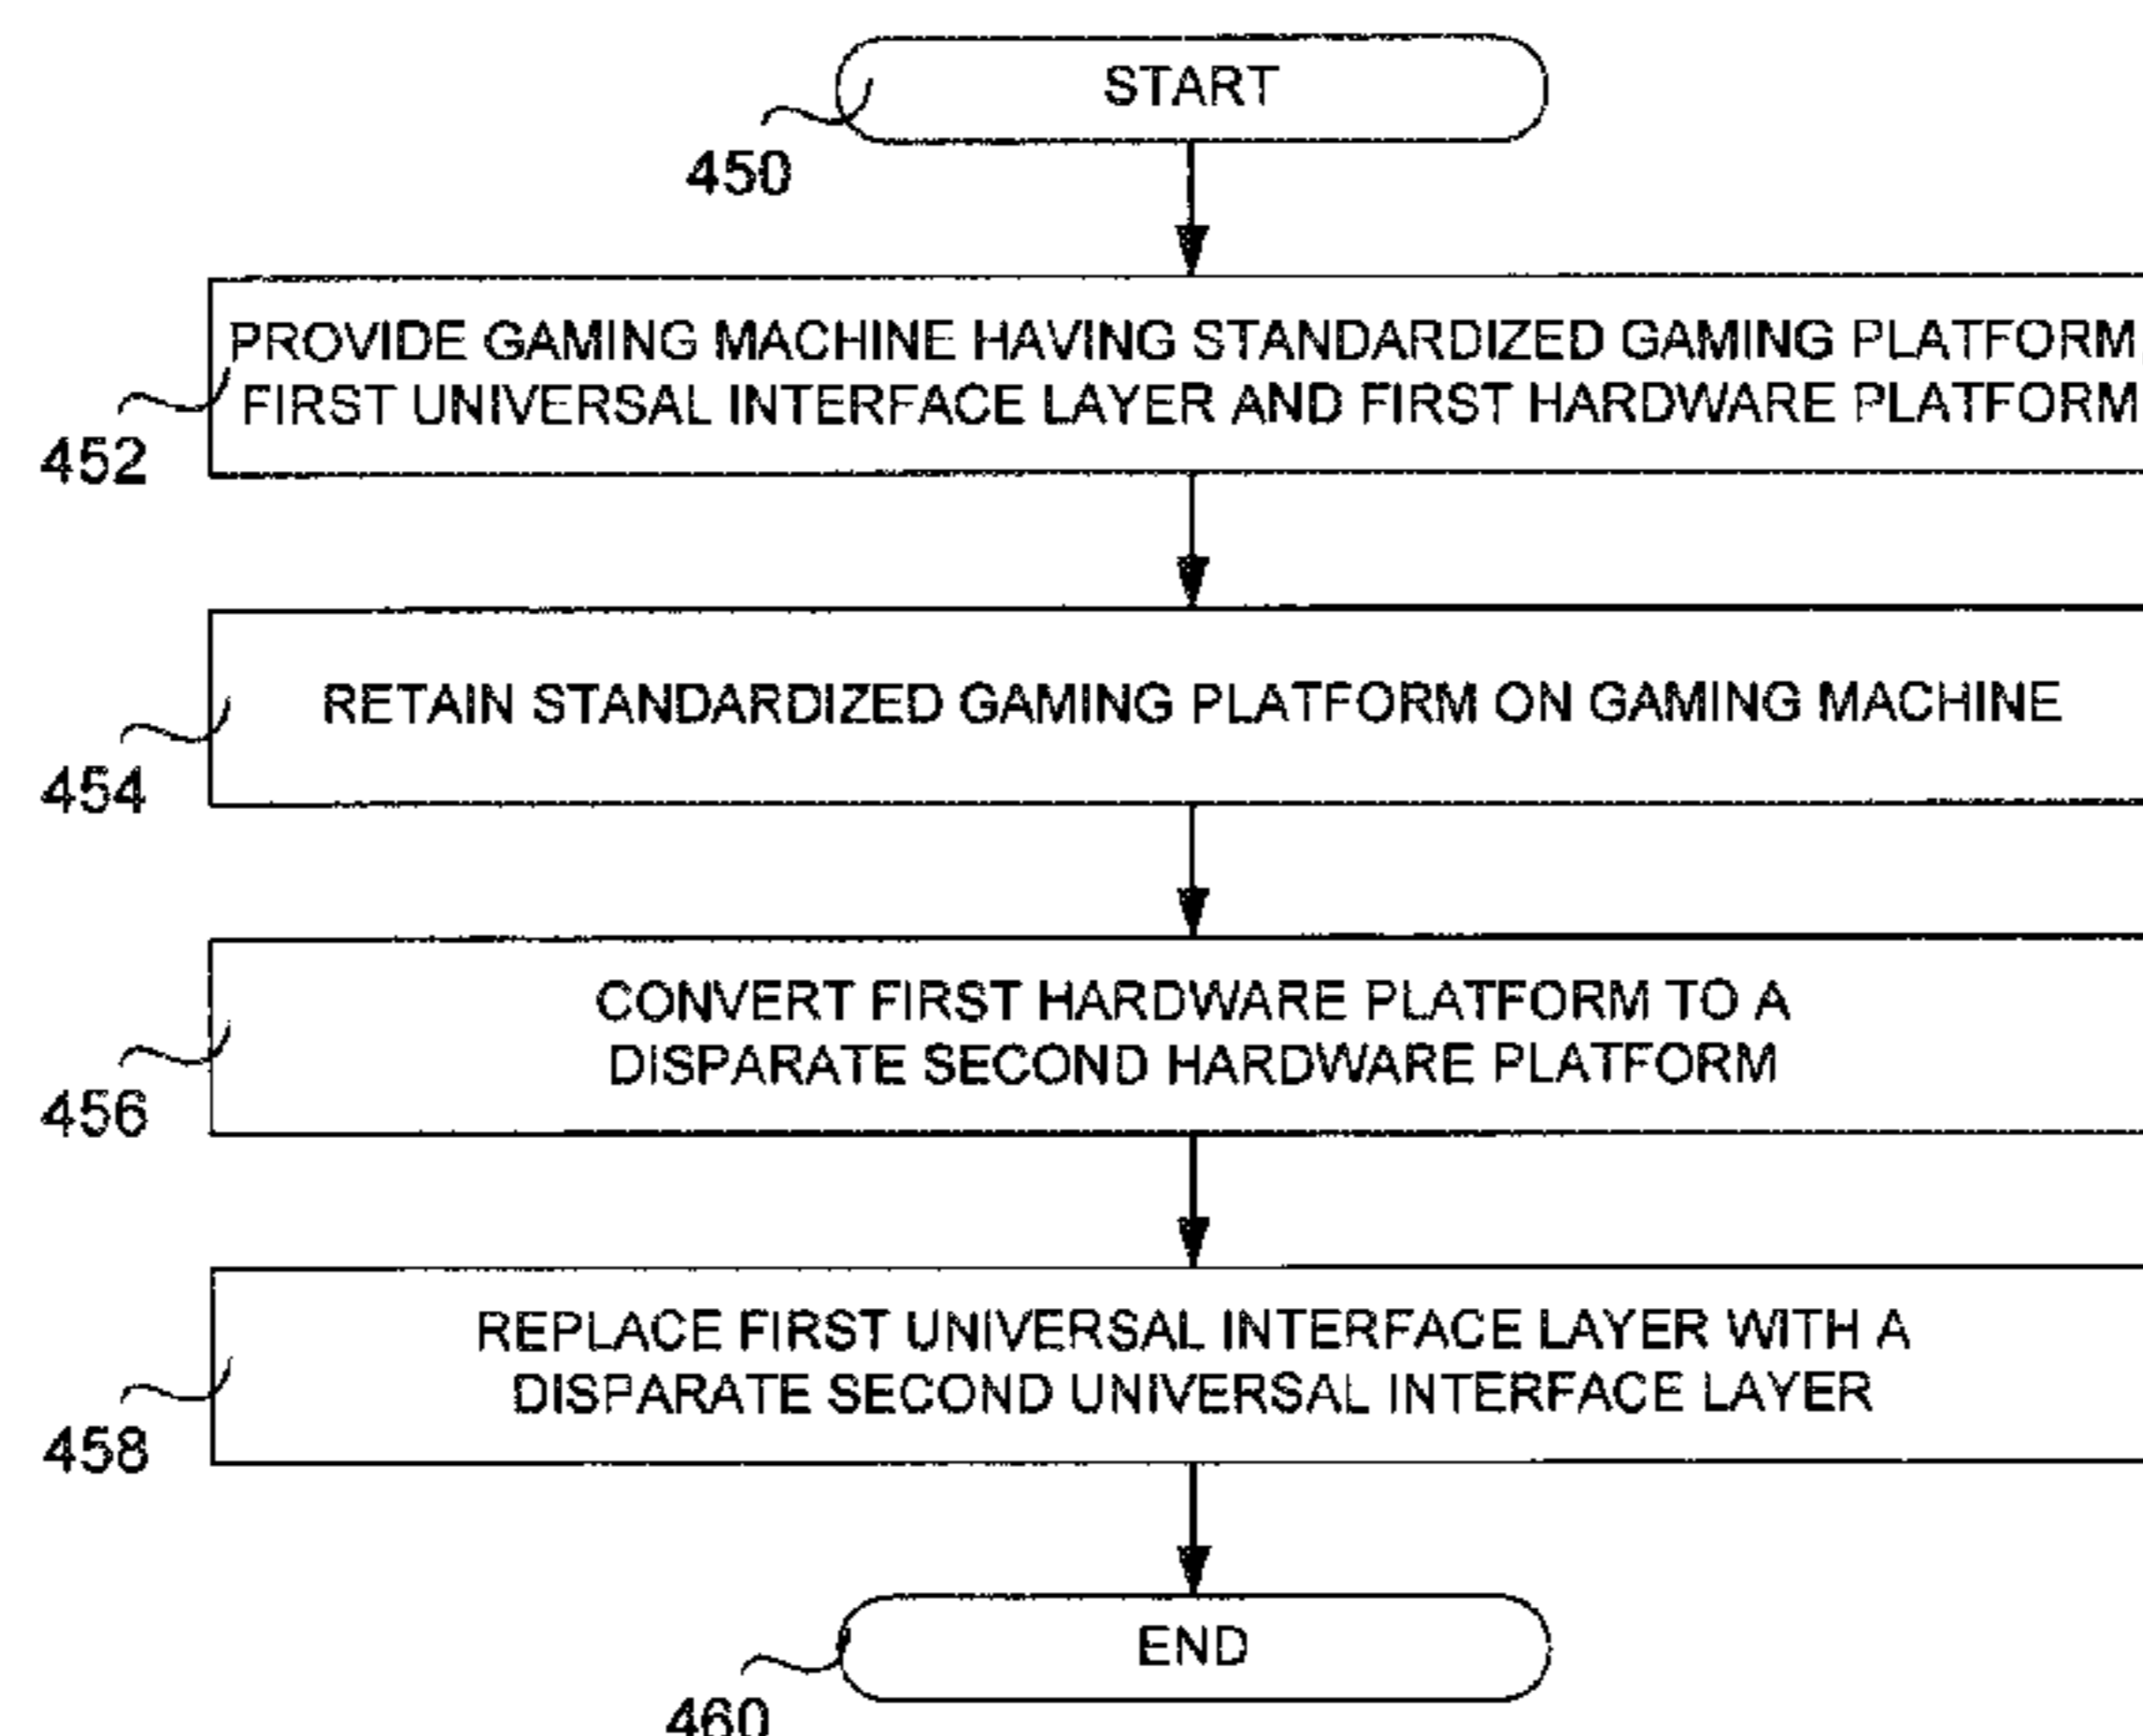 START
450
PROVIDE GAMING MACHINE HAVING STANDARDIZED GAMING PLATFORM,
FIRST UNIVERSAL INTERFACE LAYER AND FIRST HARDWARE PLATFORM
452
RETAIN STANDARDIZED GAMING PLATFORM ON GAMING MACHINE
454
CONVERT FIRST HARDWARE PLATFORM TO A
DISPARATE SECOND HARDWARE PLATFORM
456
REPLACE FIRST UNIVERSAL INTERFACE LAYER WITH A
DISPARATE SECOND UNIVERSAL INTERFACE LAYER
458
END
460